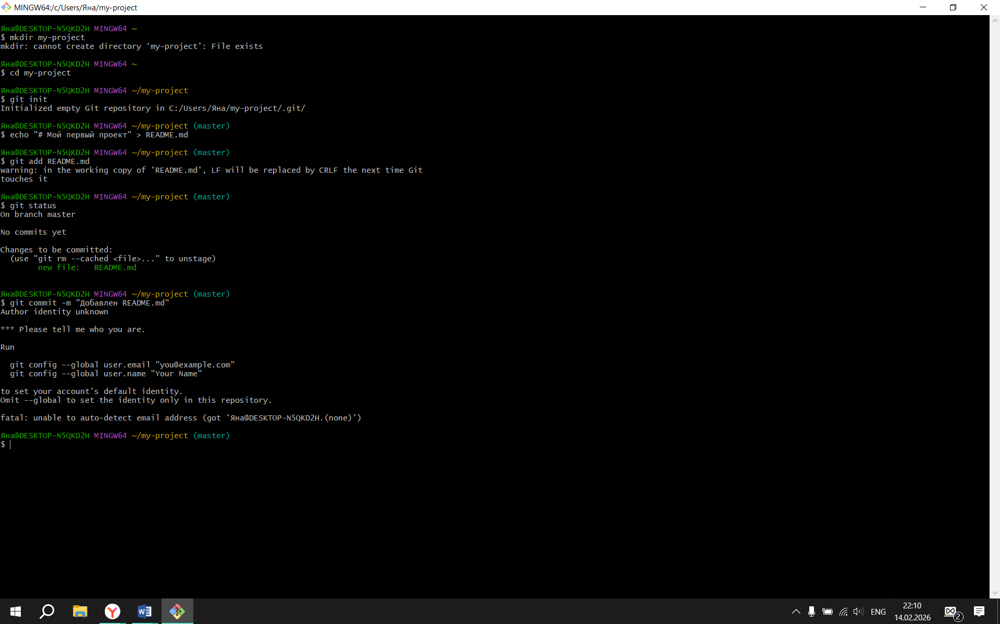 MINGW64:/c/Users/Яна/my-project
Яна@DESKTOP-N5QKD2H MINGW64 ~
$ mkdir my-project
mkdir: cannot create directory ‘my-project’: File exists
Яна@DESKTOP-N5QKD2H MINGW64 ~
$ cd my-project
Яна@DESKTOP-N5QKD2H MINGW64 ~/my-project
$ git init
Initialized empty Git repository in C:/Users/Яна/my-project/.git/
Яна@DESKTOP-N5QKD2H MINGW64 ~/my-project (master)
$ echo "# Мой первый проект" > README.md
Яна@DESKTOP-N5QKD2H MINGW64 ~/my-project (master)
$ git add README.md
warning: in the working copy of 'README.md', LF will be replaced by CRLF the next time Git
touches it
Яна@DESKTOP-N5QKD2H MINGW64 ~/my-project (master)
$ git status
On branch master
No commits yet
Changes to be committed:
  (use "git rm --cached <file>..." to unstage)
        new file:   README.md
Яна@DESKTOP-N5QKD2H MINGW64 ~/my-project (master)
$ git commit -m "Добавлен README.md"
Author identity unknown
*** Please tell me who you are.
Run
  git config --global user.email "you@example.com"
  git config --global user.name "Your Name"
to set your account's default identity.
Omit --global to set the identity only in this repository.
fatal: unable to auto-detect email address (got 'Яна@DESKTOP-N5QKD2H.(none)')
Яна@DESKTOP-N5QKD2H MINGW64 ~/my-project (master)
$
ENG
22:10
14.02.2026
2